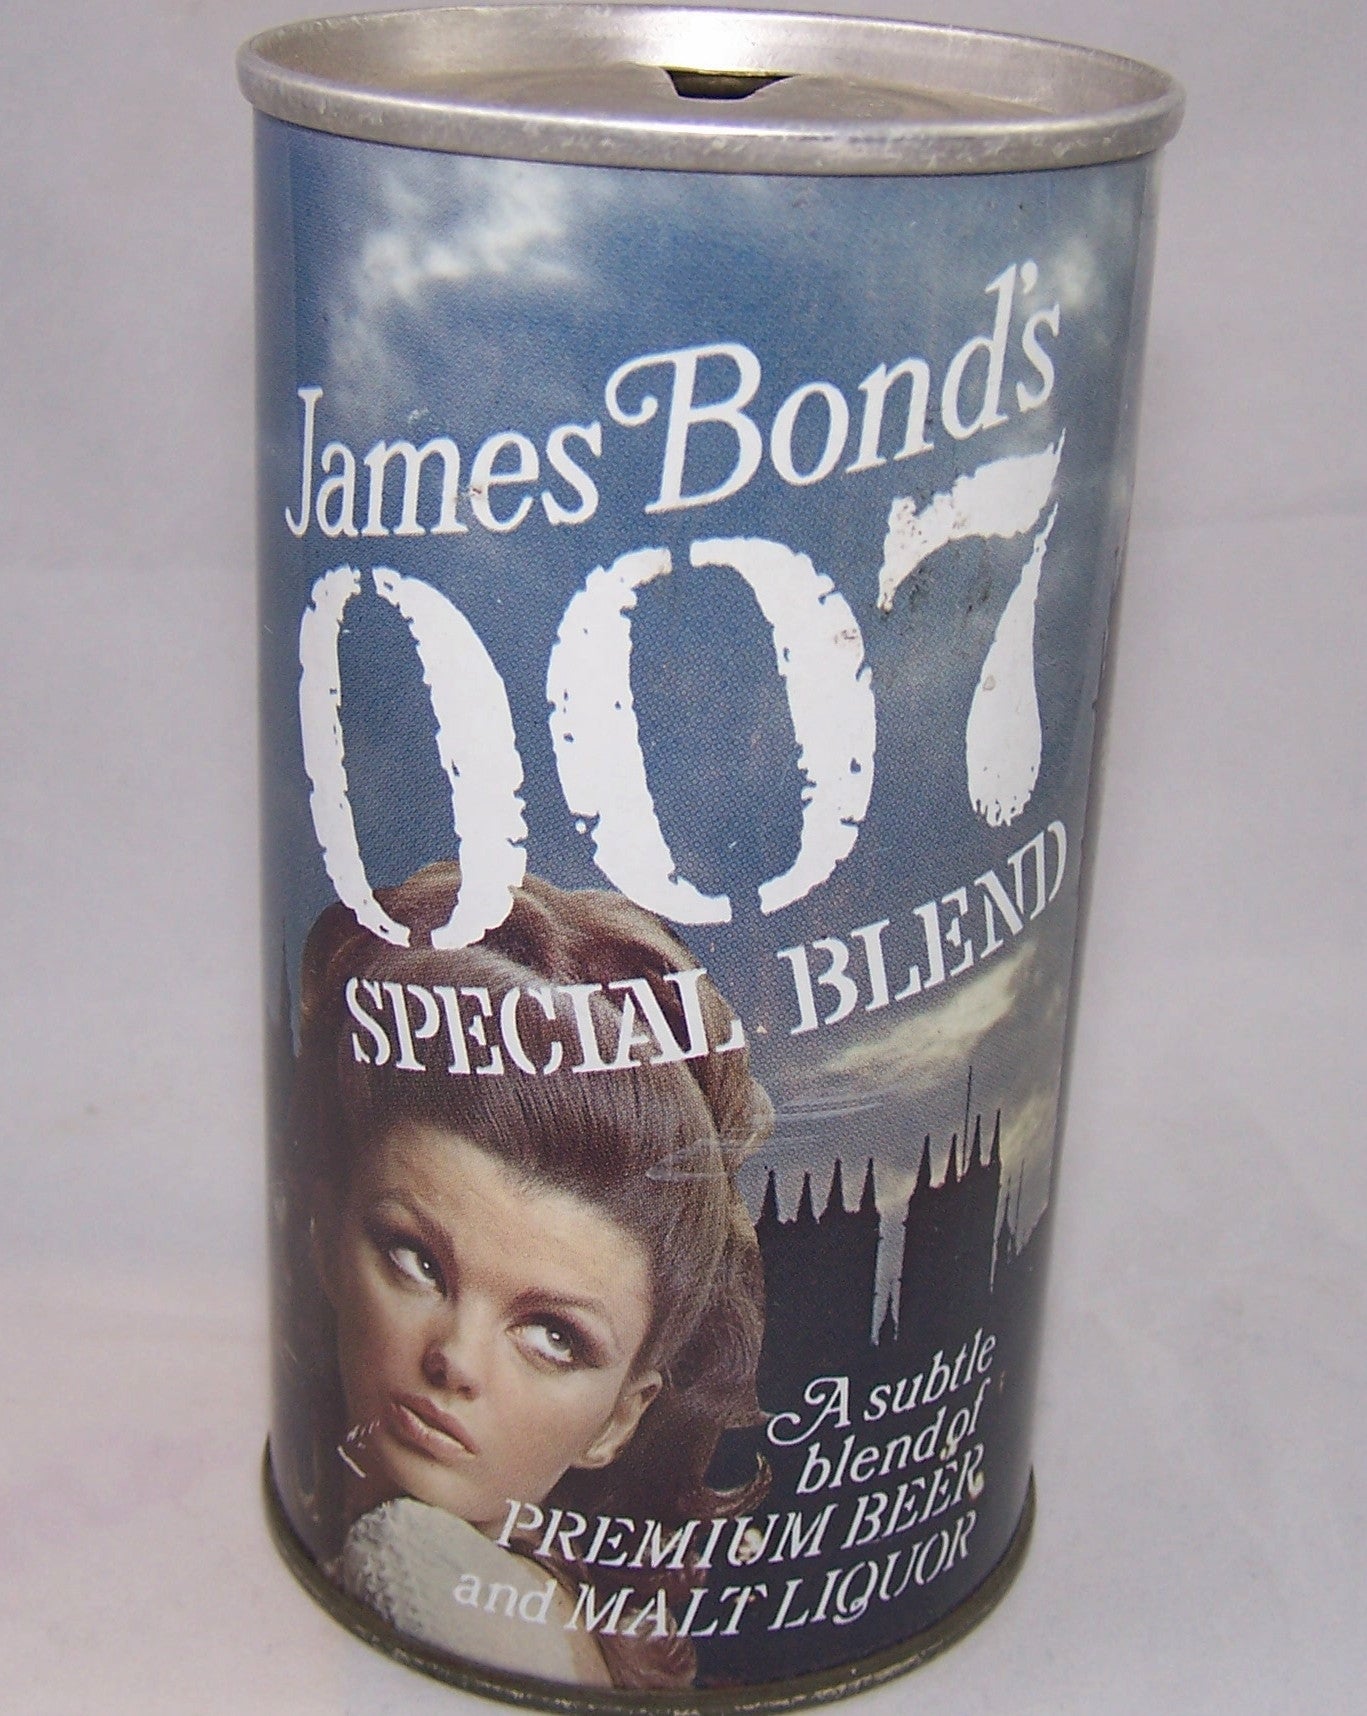 James Bond's
007
SPECIAL BLEND
A subtle
blend of
PREMIUM BEER
and MALT LIQUOR